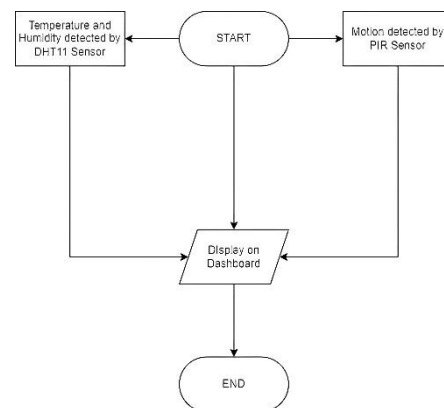 Temperature and
Humidity detected by
DHT11 Sensor
START
Motion detected by
PIR Sensor
Display on
Dashboard
END